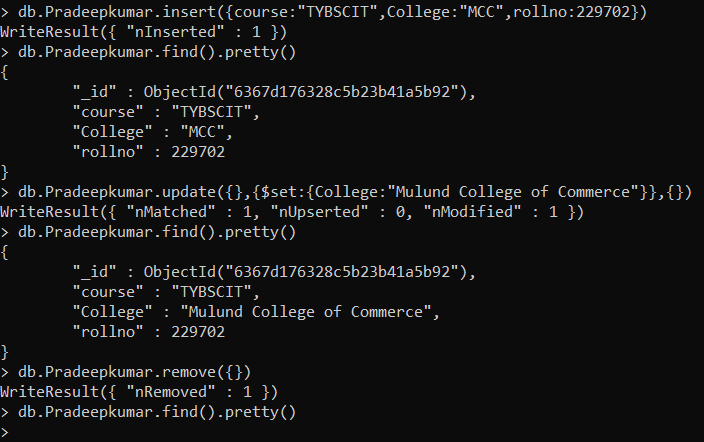 > db.Pradeepkumar.insert({course:"TYBSCIT",College:"MCC",rollno:229702})
WriteResult({ "nInserted" : 1 })
> db.Pradeepkumar.find().pretty()
{
        "_id" : ObjectId("6367d176328c5b23b41a5b92"),
        "course" : "TYBSCIT",
        "College" : "MCC",
        "rollno" : 229702
}
> db.Pradeepkumar.update({},{$set:{College:"Mulund College of Commerce"}},{})
WriteResult({ "nMatched" : 1, "nUpserted" : 0, "nModified" : 1 })
> db.Pradeepkumar.find().pretty()
{
        "_id" : ObjectId("6367d176328c5b23b41a5b92"),
        "course" : "TYBSCIT",
        "College" : "Mulund College of Commerce",
        "rollno" : 229702
}
> db.Pradeepkumar.remove({})
WriteResult({ "nRemoved" : 1 })
> db.Pradeepkumar.find().pretty()
>